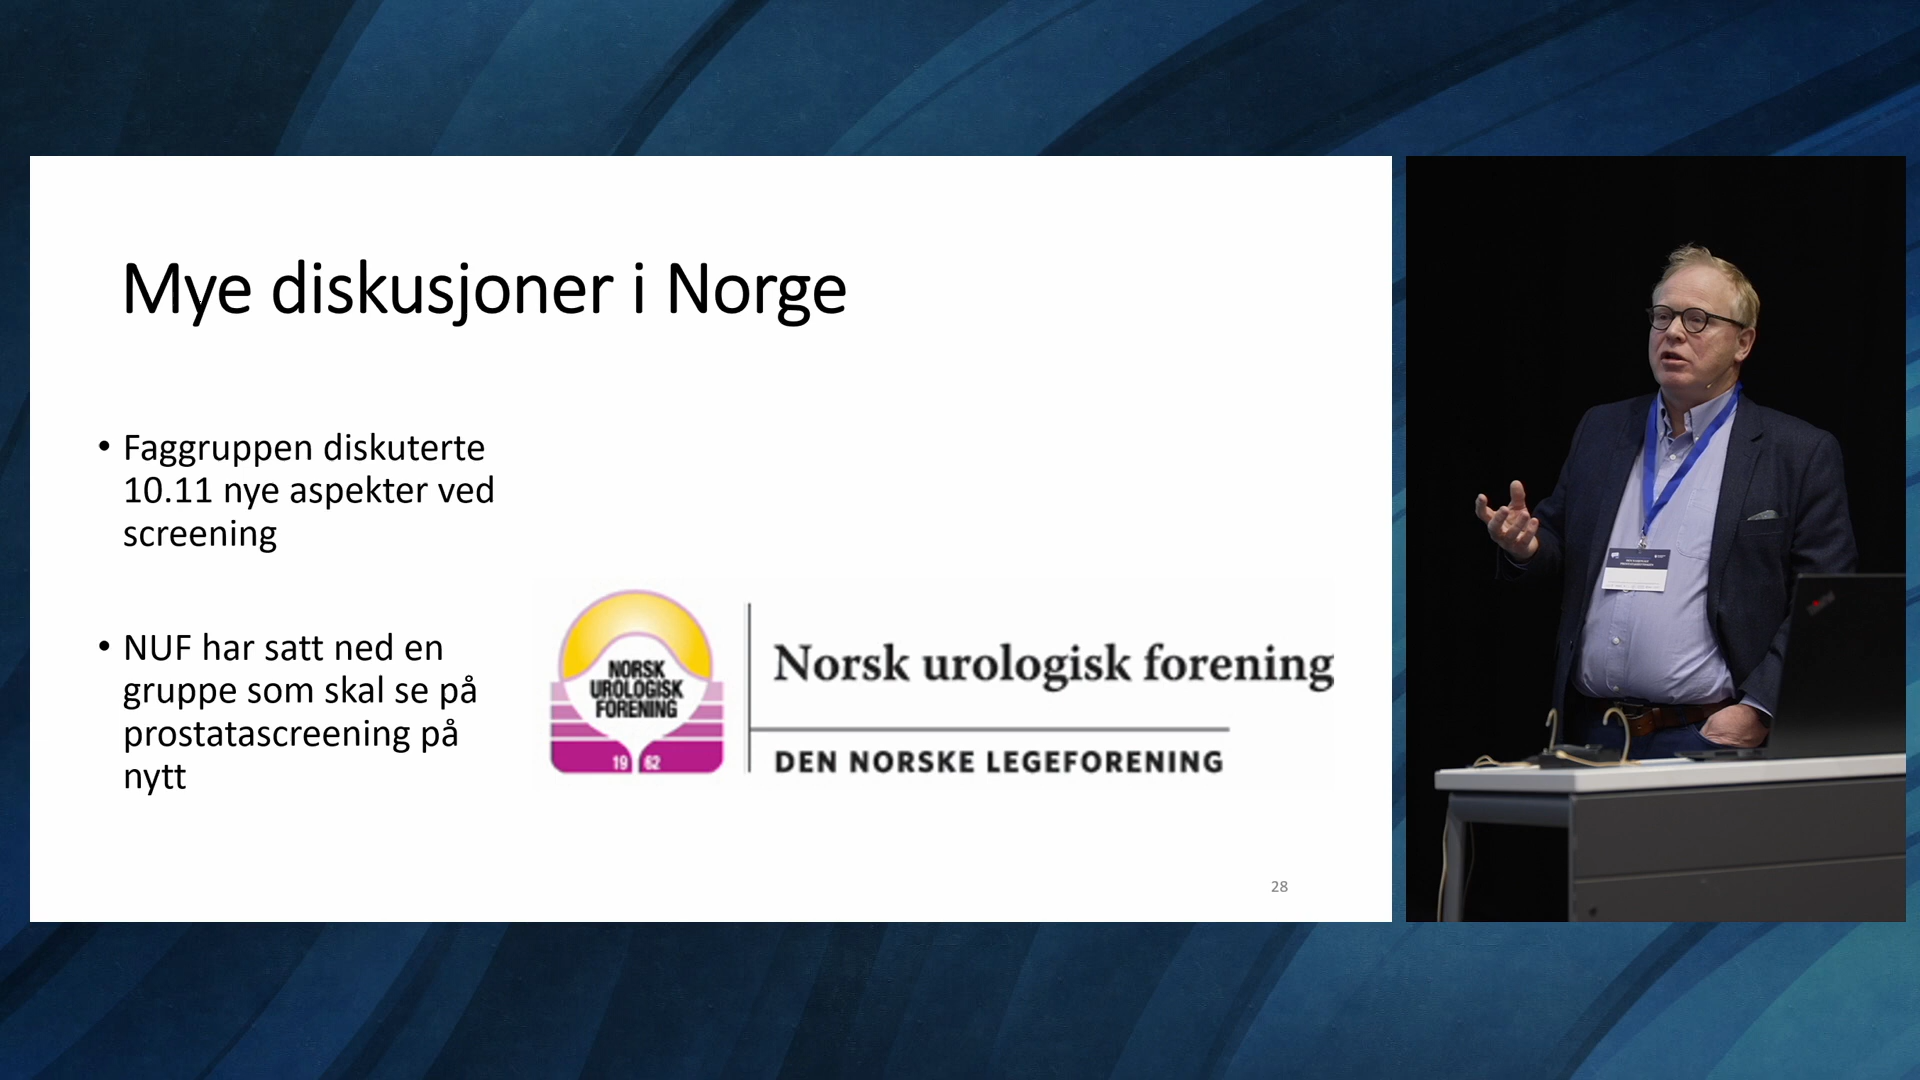 Mye diskusjoner i Norge
• Faggruppen diskuterte
10.11 nye aspekter ved
screening
• NUF har satt ned en
gruppe som skal se på
prostatascreening på
nytt
NORSK
UROLOGISK
FORENING
19 62
Norsk urologisk forening
DEN NORSKE LEGEFORENING
28